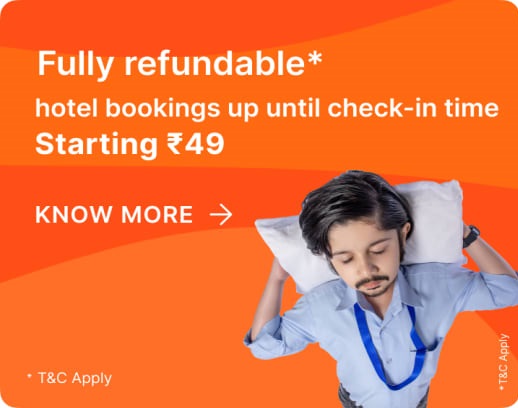 Fully refundable*
hotel bookings up until check-in time
Starting ₹49
KNOW MORE →
* T&C Apply
*T&C Apply